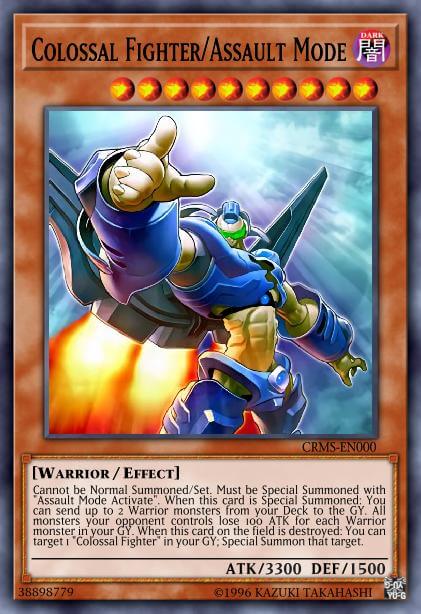 COLOSSAL FIGHTER/ASSAULT MODE
DARK
闇
CRMS-EN000
[WARRIOR / EFFECT]
Cannot be Normal Summoned/Set. Must be Special Summoned with
"Assault Mode Activate". When this card is Special Summoned: You
can send up to 2 Warrior monsters from your Deck to the GY. All
monsters your opponent controls lose 100 ATK for each Warrior
monster in your GY. When this card on the field is destroyed: You can
target 1 "Colossal Fighter" in your GY; Special Summon that target.
ATK/3300 DEF/1500
38898779
©1996 KAZUKI TAKAHASHI